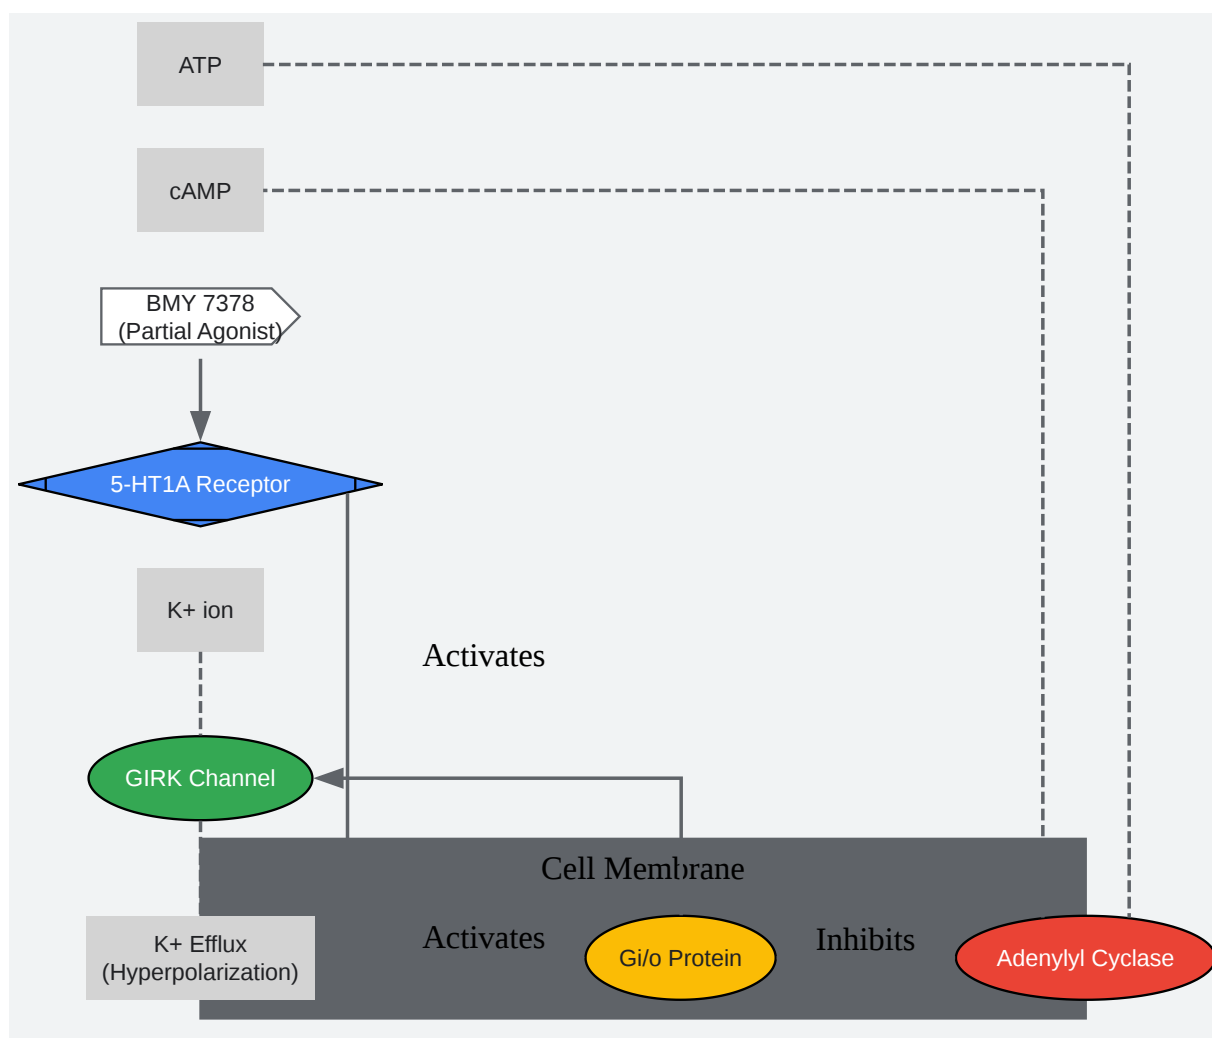 ATP
cAMP
BMY 7378
(Partial Agonist)
5-HT1A Receptor
K+ ion
Activates
GIRK Channel
Cell Membrane
Activates
Inhibits
K+ Efflux
(Hyperpolarization)
Gi/o Protein
Adenylyl Cyclase